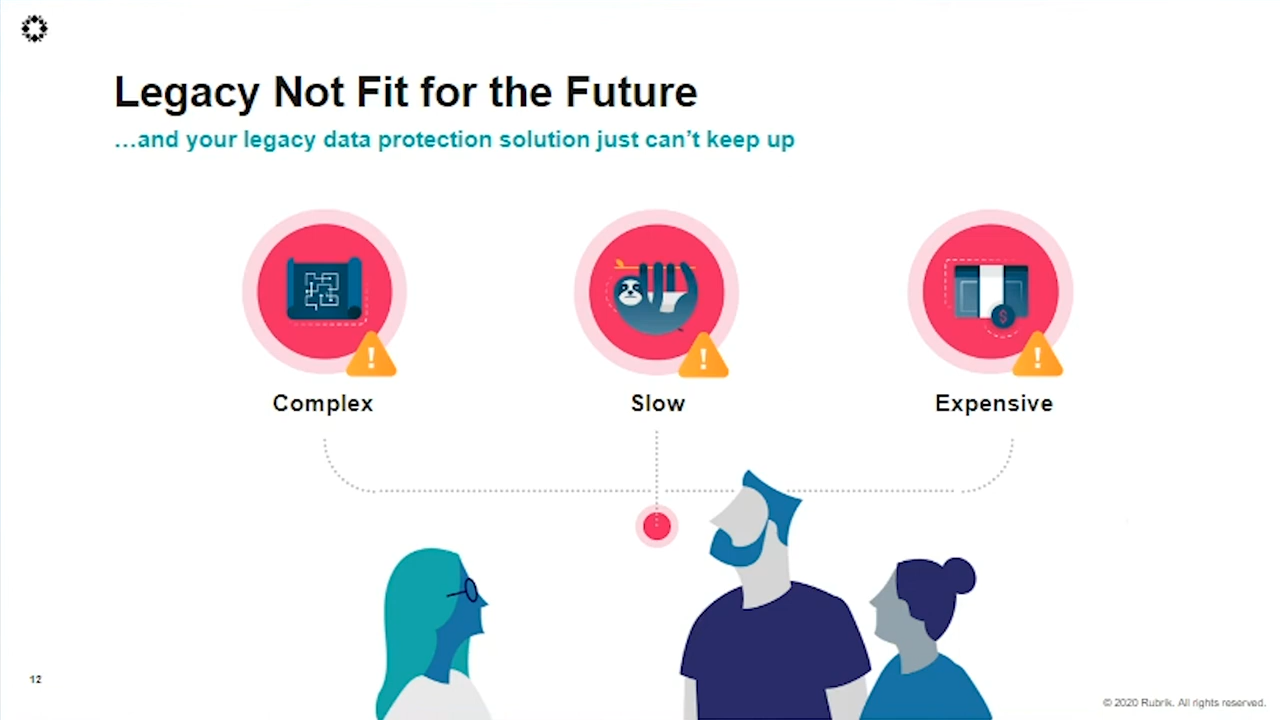 Legacy Not Fit for the Future
…and your legacy data protection solution just can't keep up
!
!
$
!
Complex
Slow
Expensive
12
© 2020 Rubrik. All rights reserved.